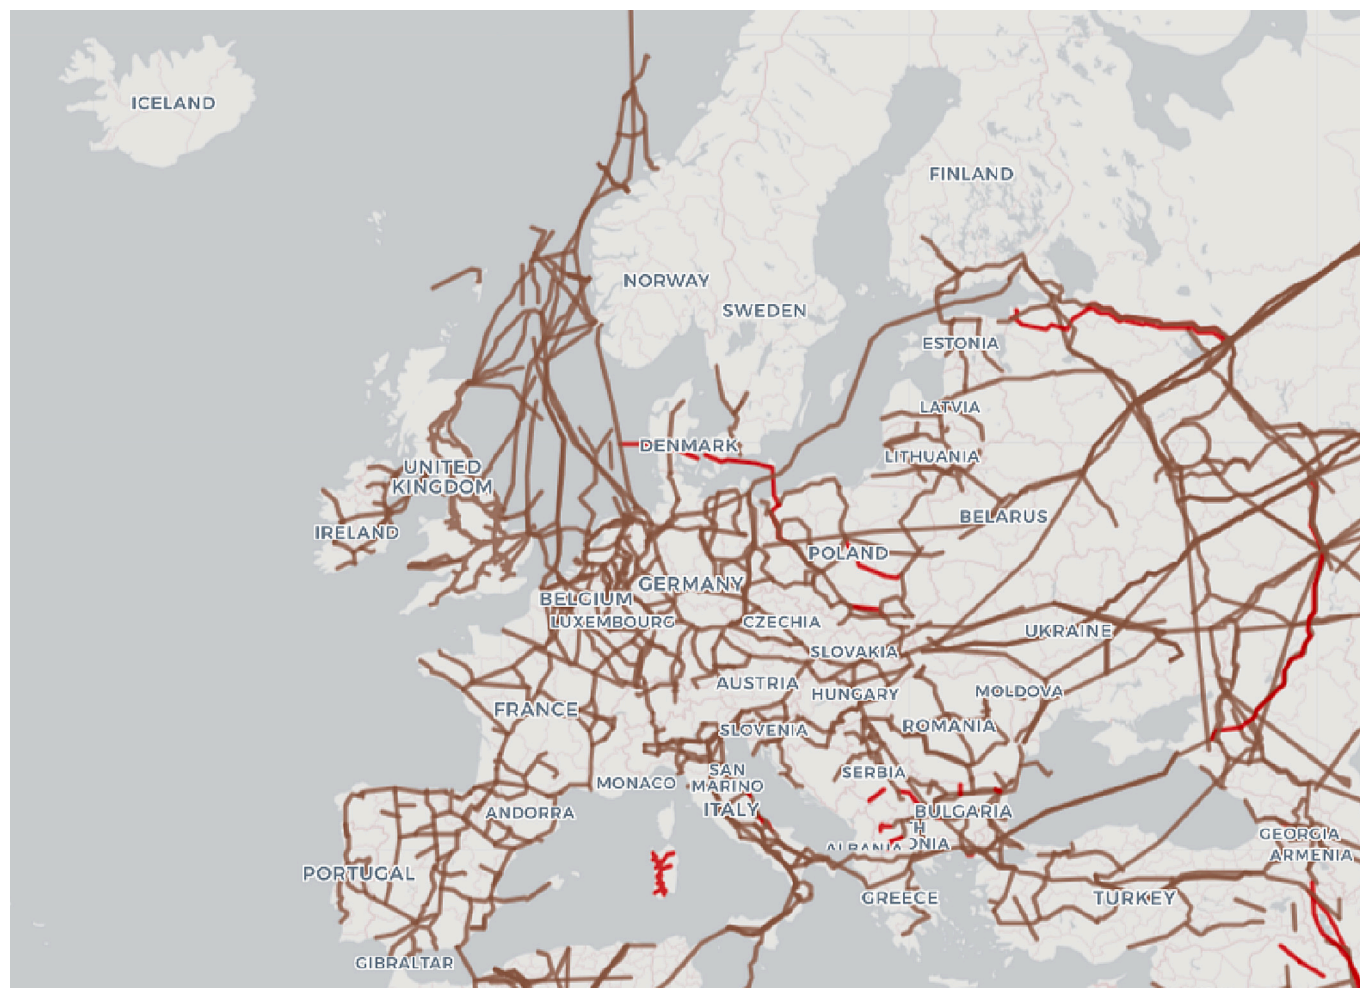 ICELAND
FINLAND
NORWAY
SWEDEN
ESTONIA
LATVIA
DENMARK
LITHUANIA
UNITED
KINGDOM
BELARUS
IRELAND
POLAND
GERMANY
BELGIUM
LUXEMBOURG
CZECHIA
UKRAINE
SLOVAKIA
AUSTRIA
HUNGARY
MOLDOVA
FRANCE
SLOVENIA
ROMANIA
SAN
MARINO
SERBIA
MONACO
ITALY
ANDORRA
BULGARIA
H
ONIA
ALBANIA
GEORGIA
ARMENIA
PORTUGAL
GREECE
TURKEY
GIBRALTAR